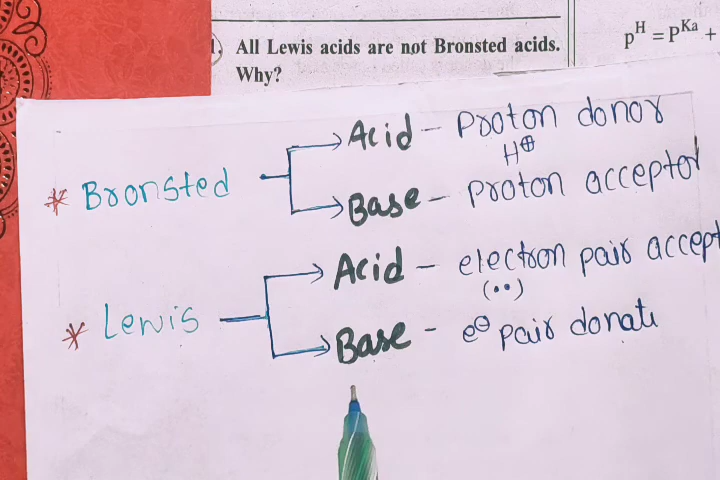 1. All Lewis acids are not Bronsted acids.
Why?
pH = pKa +
* Bronsted
Acid - Proton donor
H⊕
Base - Proton acceptor
* Lewis
Acid - electron pair accept
(••)
Base - e⊖ pair donate